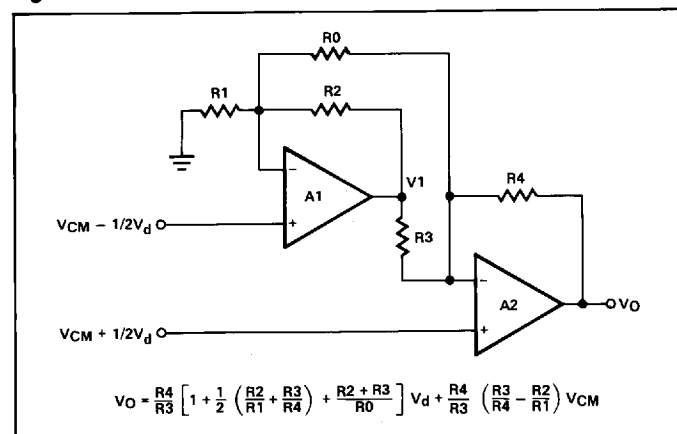 R0
R1
R2
V1
R4
A1
R3
VCM − 1/2Vd
A2
VO
VCM + 1/2Vd
VO = R4/R3 [1 + 1/2 (R2/R1 + R3/R4) + R2 + R3/R0] Vd + R4/R3 (R3/R4 − R2/R1) VCM